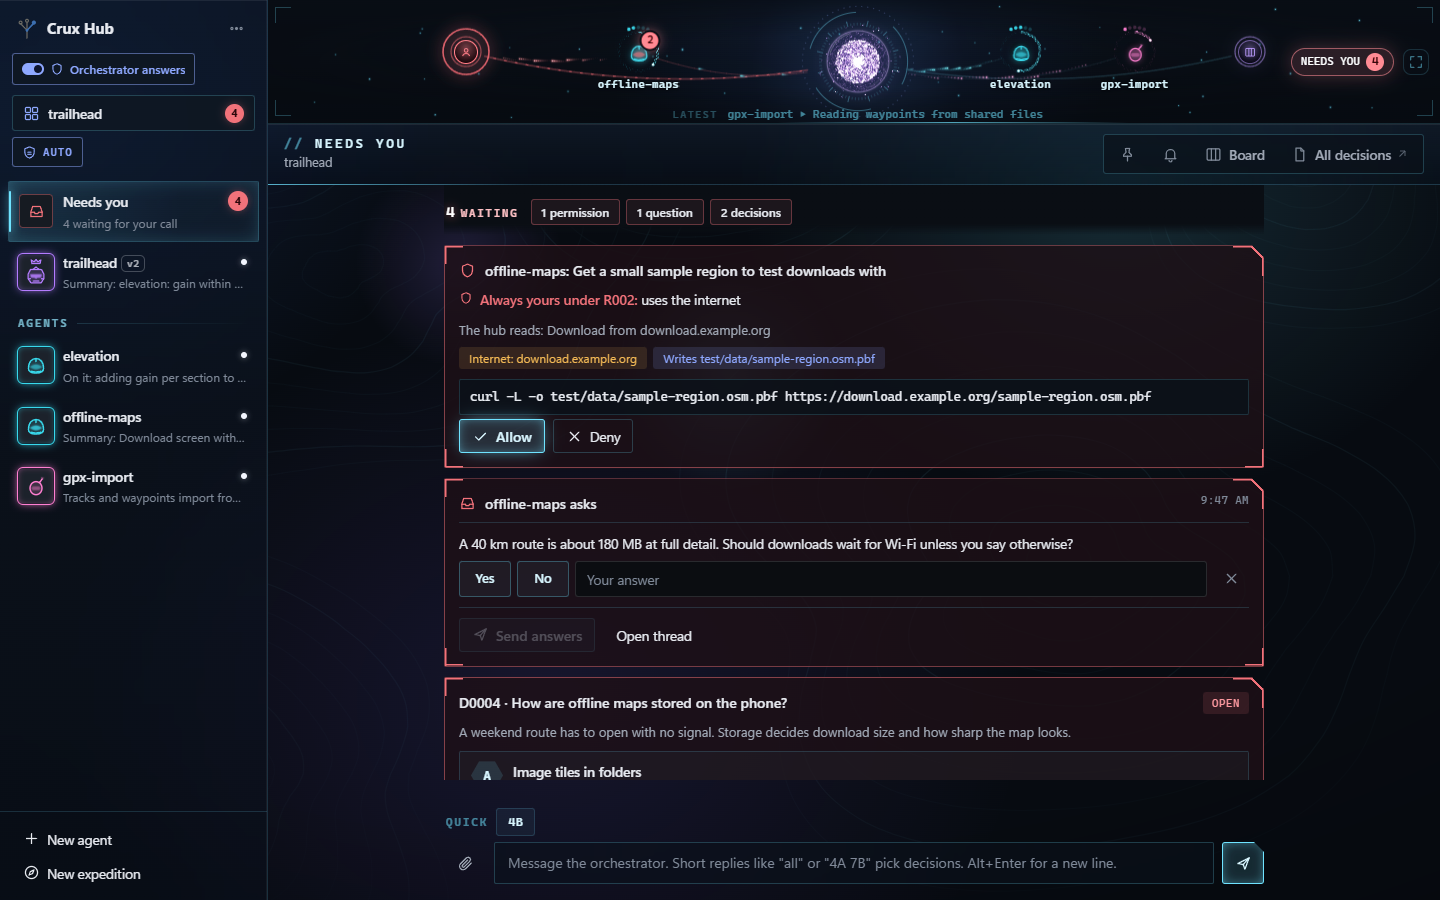 Crux Hub
Orchestrator answers
trailhead 4
AUTO
Needs you 4
4 waiting for your call
trailhead v2
Summary: elevation: gain within ...
AGENTS
elevation
On it: adding gain per section to ...
offline-maps
Summary: Download screen with...
gpx-import
Tracks and waypoints import fro...
New agent
New expedition
2
offline-maps
elevation
gpx-import
LATEST gpx-import ▸ Reading waypoints from shared files
NEEDS YOU 4
// NEEDS YOU
trailhead
Board
All decisions ↗
4 WAITING 1 permission 1 question 2 decisions
offline-maps: Get a small sample region to test downloads with
Always yours under R002: uses the internet
The hub reads: Download from download.example.org
Internet: download.example.org Writes test/data/sample-region.osm.pbf
curl -L -o test/data/sample-region.osm.pbf https://download.example.org/sample-region.osm.pbf
Allow Deny
offline-maps asks 9:47 AM
A 40 km route is about 180 MB at full detail. Should downloads wait for Wi-Fi unless you say otherwise?
Yes No Your answer
Send answers Open thread
D0004 · How are offline maps stored on the phone? OPEN
A weekend route has to open with no signal. Storage decides download size and how sharp the map looks.
A Image tiles in folders
QUICK 4B
Message the orchestrator. Short replies like "all" or "4A 7B" pick decisions. Alt+Enter for a new line.